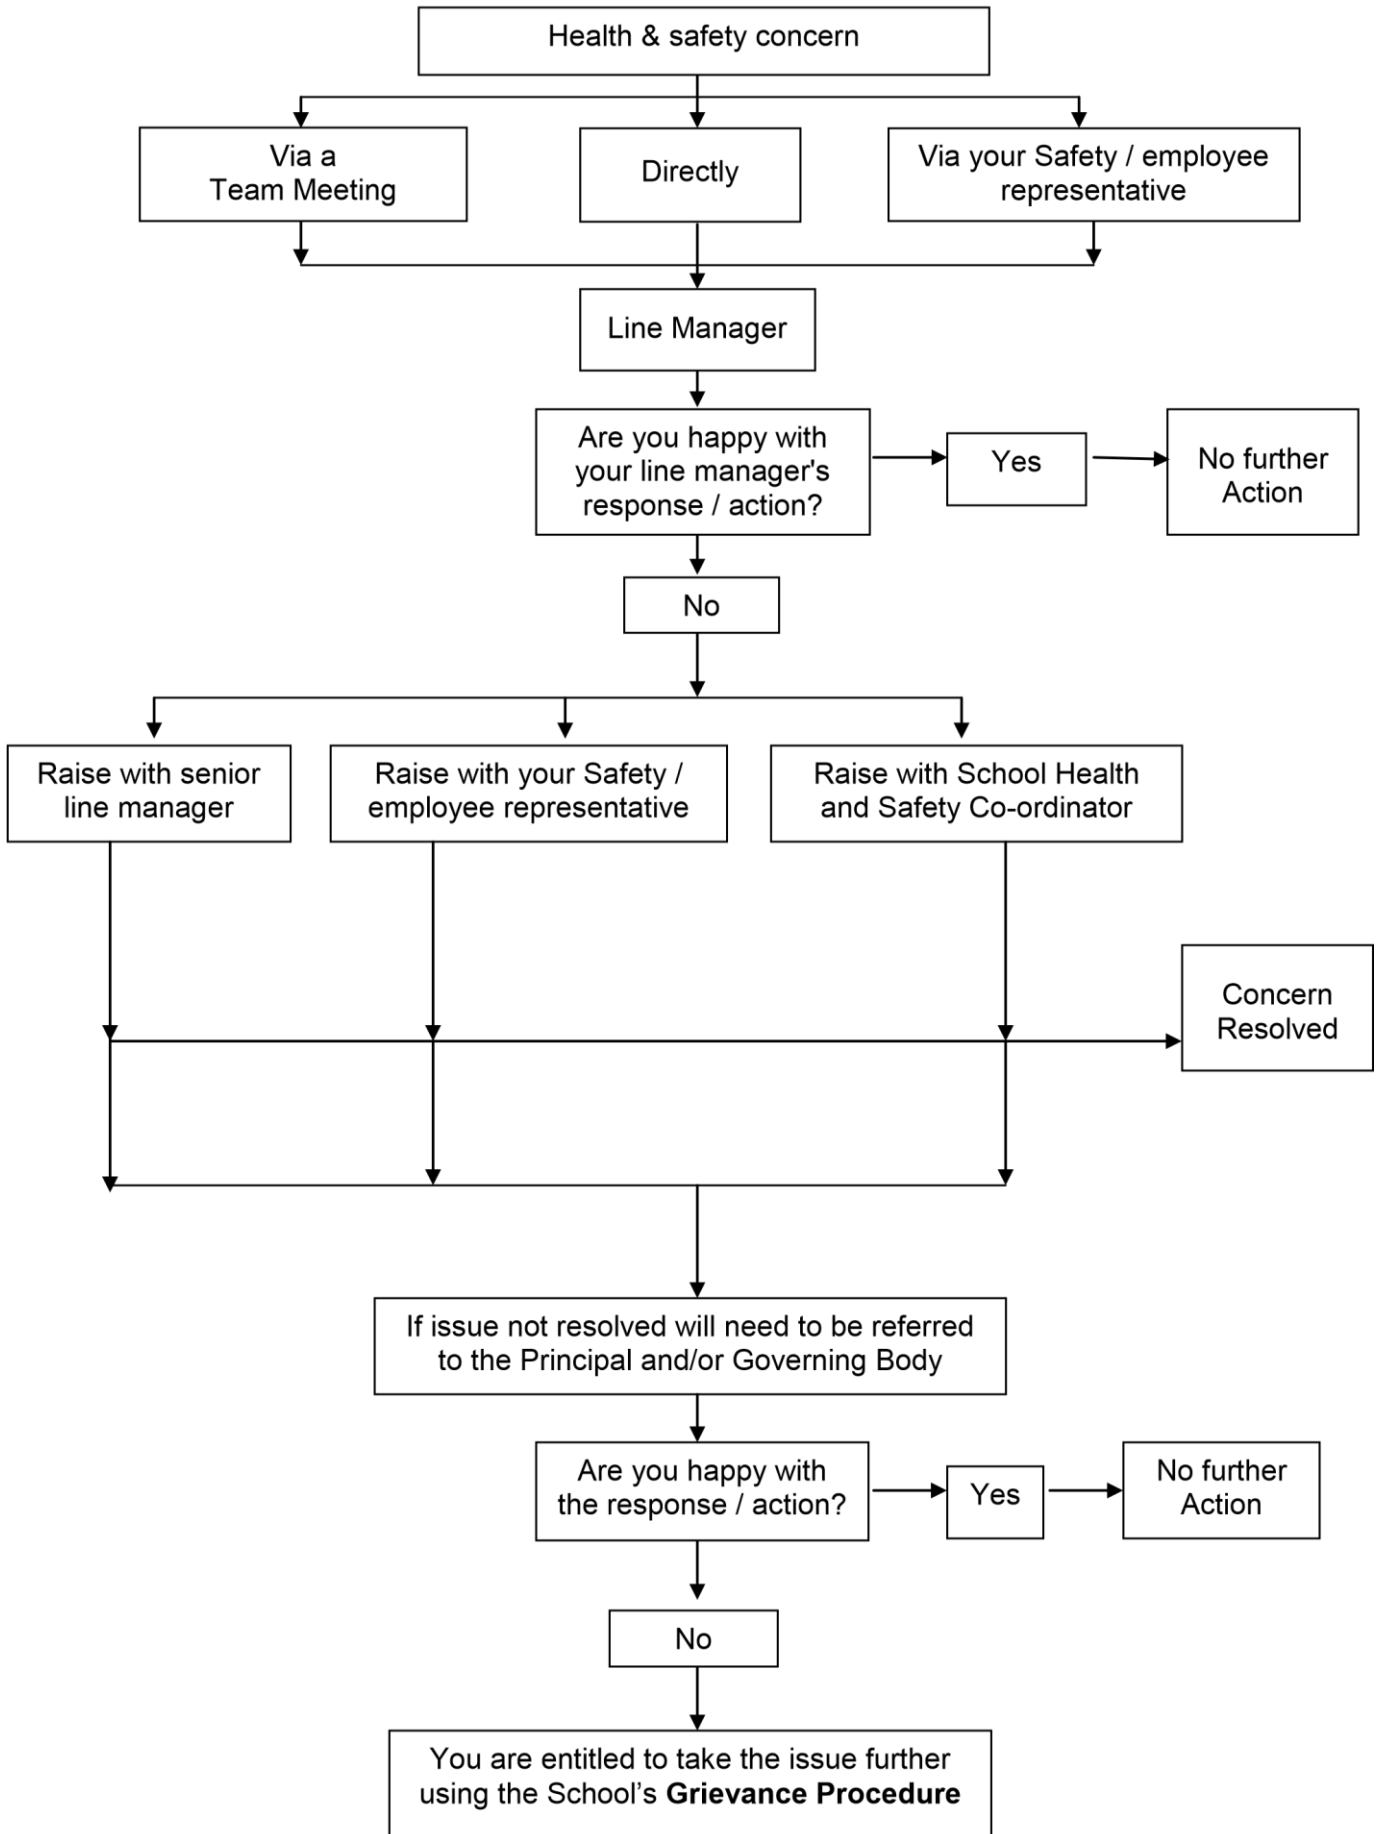 Health & safety concern
Via a
Team Meeting
Directly
Via your Safety / employee
representative
Line Manager
Are you happy with
your line manager's
response / action?
Yes
No further
Action
No
Raise with senior
line manager
Raise with your Safety /
employee representative
Raise with School Health
and Safety Co-ordinator
Concern
Resolved
If issue not resolved will need to be referred
to the Principal and/or Governing Body
Are you happy with
the response / action?
Yes
No further
Action
No
You are entitled to take the issue further
using the School’s Grievance Procedure